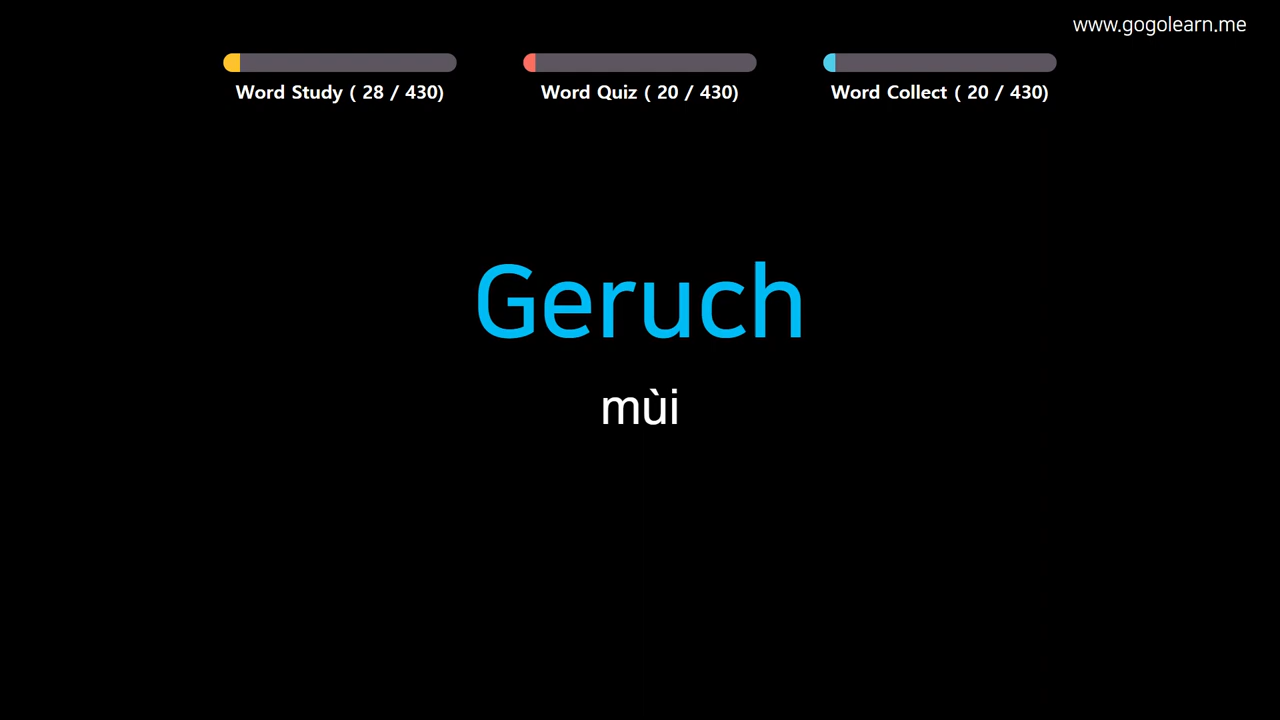 www.gogolearn.me
Word Study ( 28 / 430)
Word Quiz ( 20 / 430)
Word Collect ( 20 / 430)
Geruch
mùi